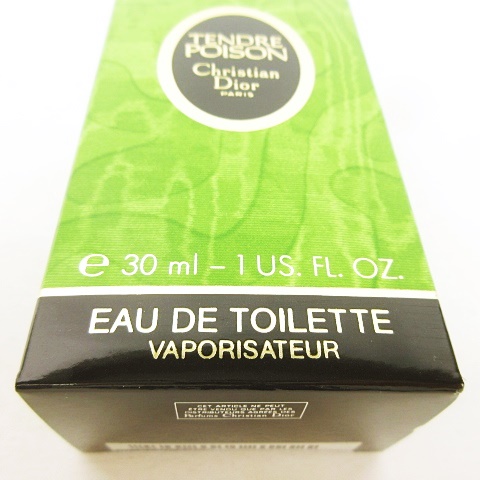 TENDRE
POISON
Christian
Dior
PARIS
e 30 ml – 1 US. FL. OZ.
EAU DE TOILETTE
VAPORISATEUR
CET ARTICLE NE PEUT
ÊTRE VENDU QUE PAR LES
DISTRIBUTEURS AGRÉÉS DES
Parfums Christian Dior